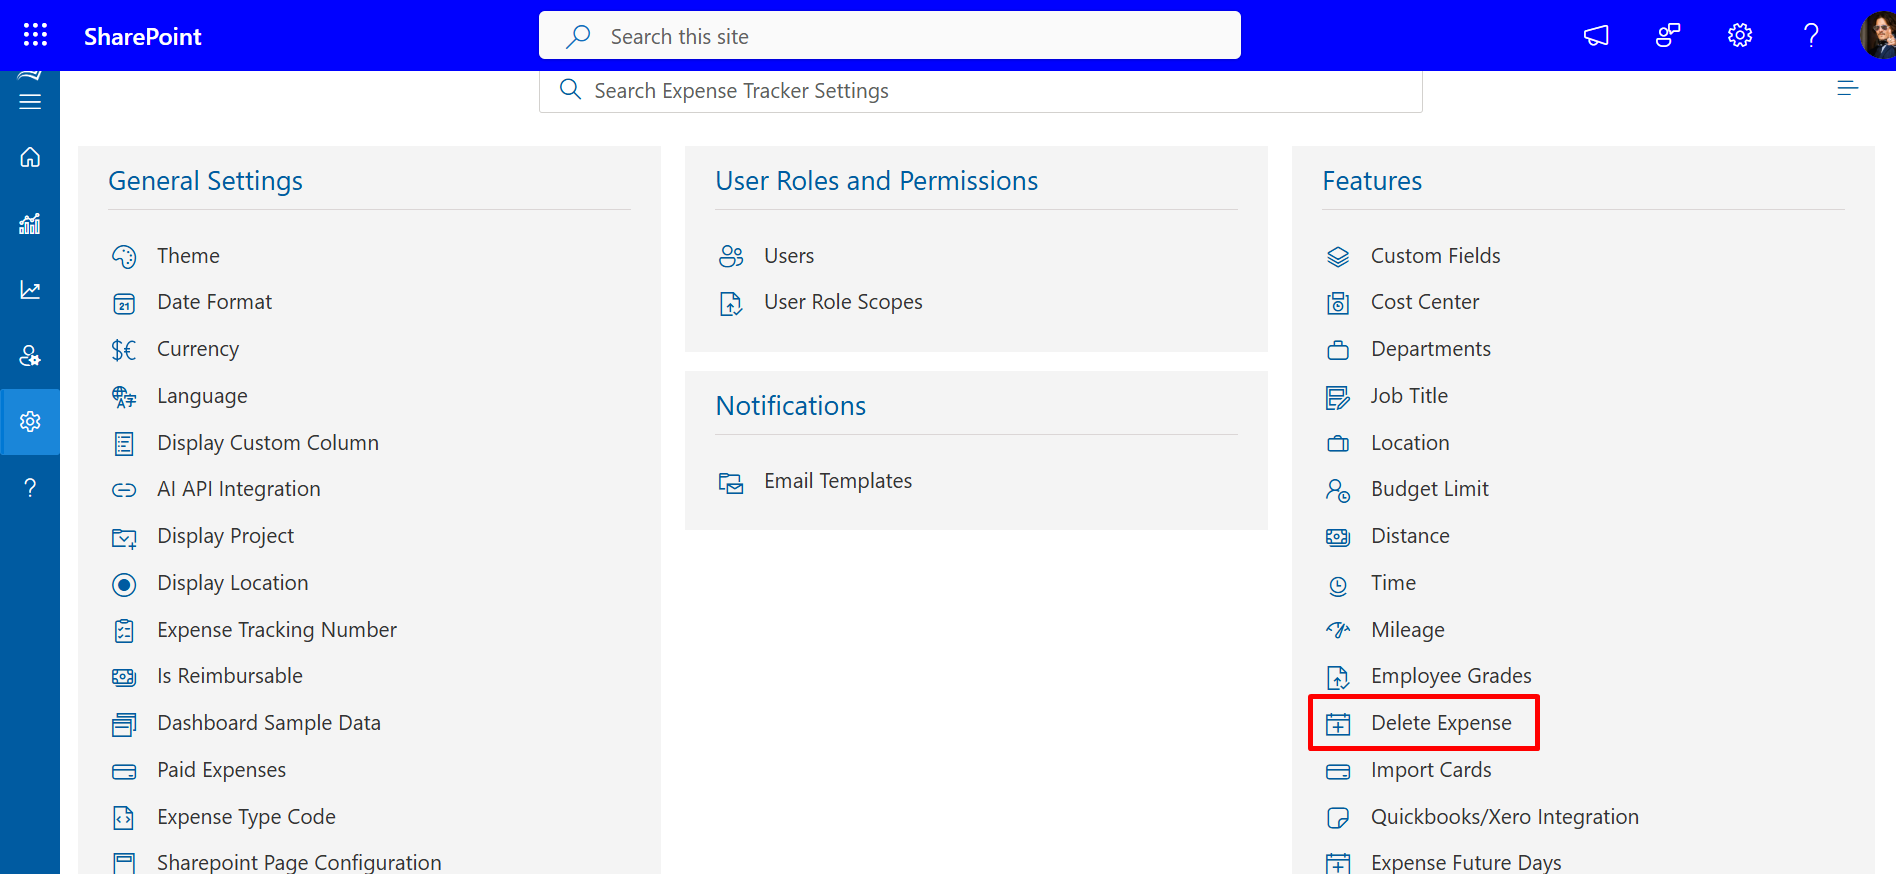 SharePoint
Search this site
?
Search Expense Tracker Settings
General Settings
Theme
21
Date Format
$€
Currency
Language
Display Custom Column
AI API Integration
Display Project
Display Location
Expense Tracking Number
Is Reimbursable
Dashboard Sample Data
Paid Expenses
Expense Type Code
Sharepoint Page Configuration
User Roles and Permissions
Users
User Role Scopes
Notifications
Email Templates
Features
Custom Fields
Cost Center
Departments
Job Title
Location
Budget Limit
Distance
Time
Mileage
Employee Grades
Delete Expense
Import Cards
Quickbooks/Xero Integration
Expense Future Days
?